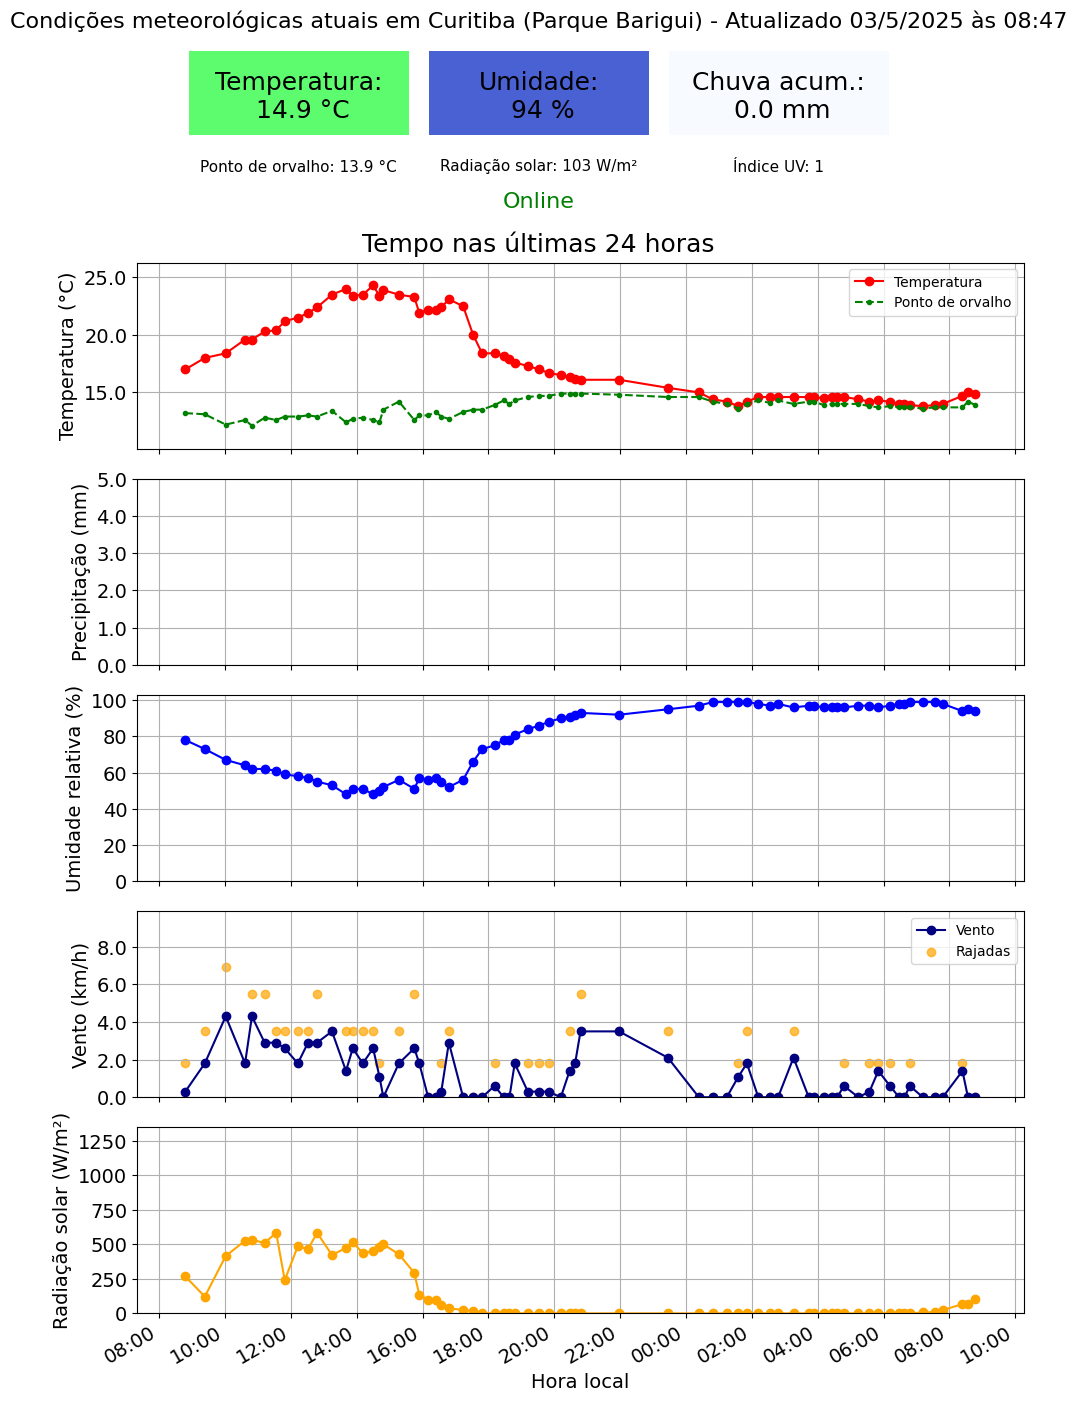 Condições meteorológicas atuais em Curitiba (Parque Barigui) - Atualizado 03/5/2025 às 08:47
Temperatura:
14.9 °C
Umidade:
94 %
Chuva acum.:
0.0 mm
Ponto de orvalho: 13.9 °C
Radiação solar: 103 W/m²
Índice UV: 1
Online
Tempo nas últimas 24 horas
Temperatura (°C)
25.0
20.0
15.0
Temperatura
Ponto de orvalho
Precipitação (mm)
5.0
4.0
3.0
2.0
1.0
0.0
Umidade relativa (%)
100
80
60
40
20
0
Vento (km/h)
8.0
6.0
4.0
2.0
0.0
Vento
Rajadas
Radiação solar (W/m²)
1250
1000
750
500
250
0
08:00
10:00
12:00
14:00
16:00
18:00
20:00
22:00
00:00
02:00
04:00
06:00
08:00
10:00
Hora local